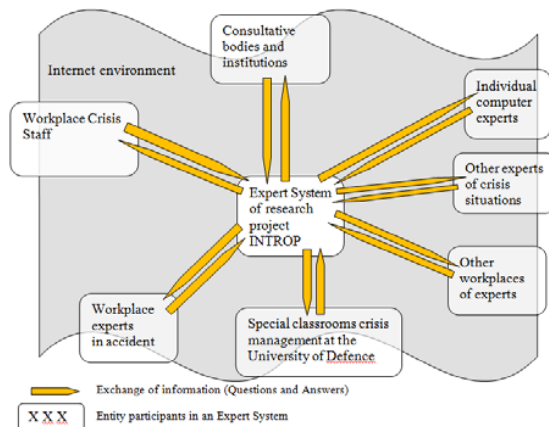 Consultative
bodies and
institutions
Internet environment
Individual
computer
experts
Workplace Crisis
Staff
Other experts
of crisis
situations
Expert System
of research
project
INTROP
Other
workplaces
of experts
Workplace
experts
in accident
Special classrooms crisis
management at the
University of Defence
Exchange of information (Questions and Answers)
X X X
Entity participants in an Expert System